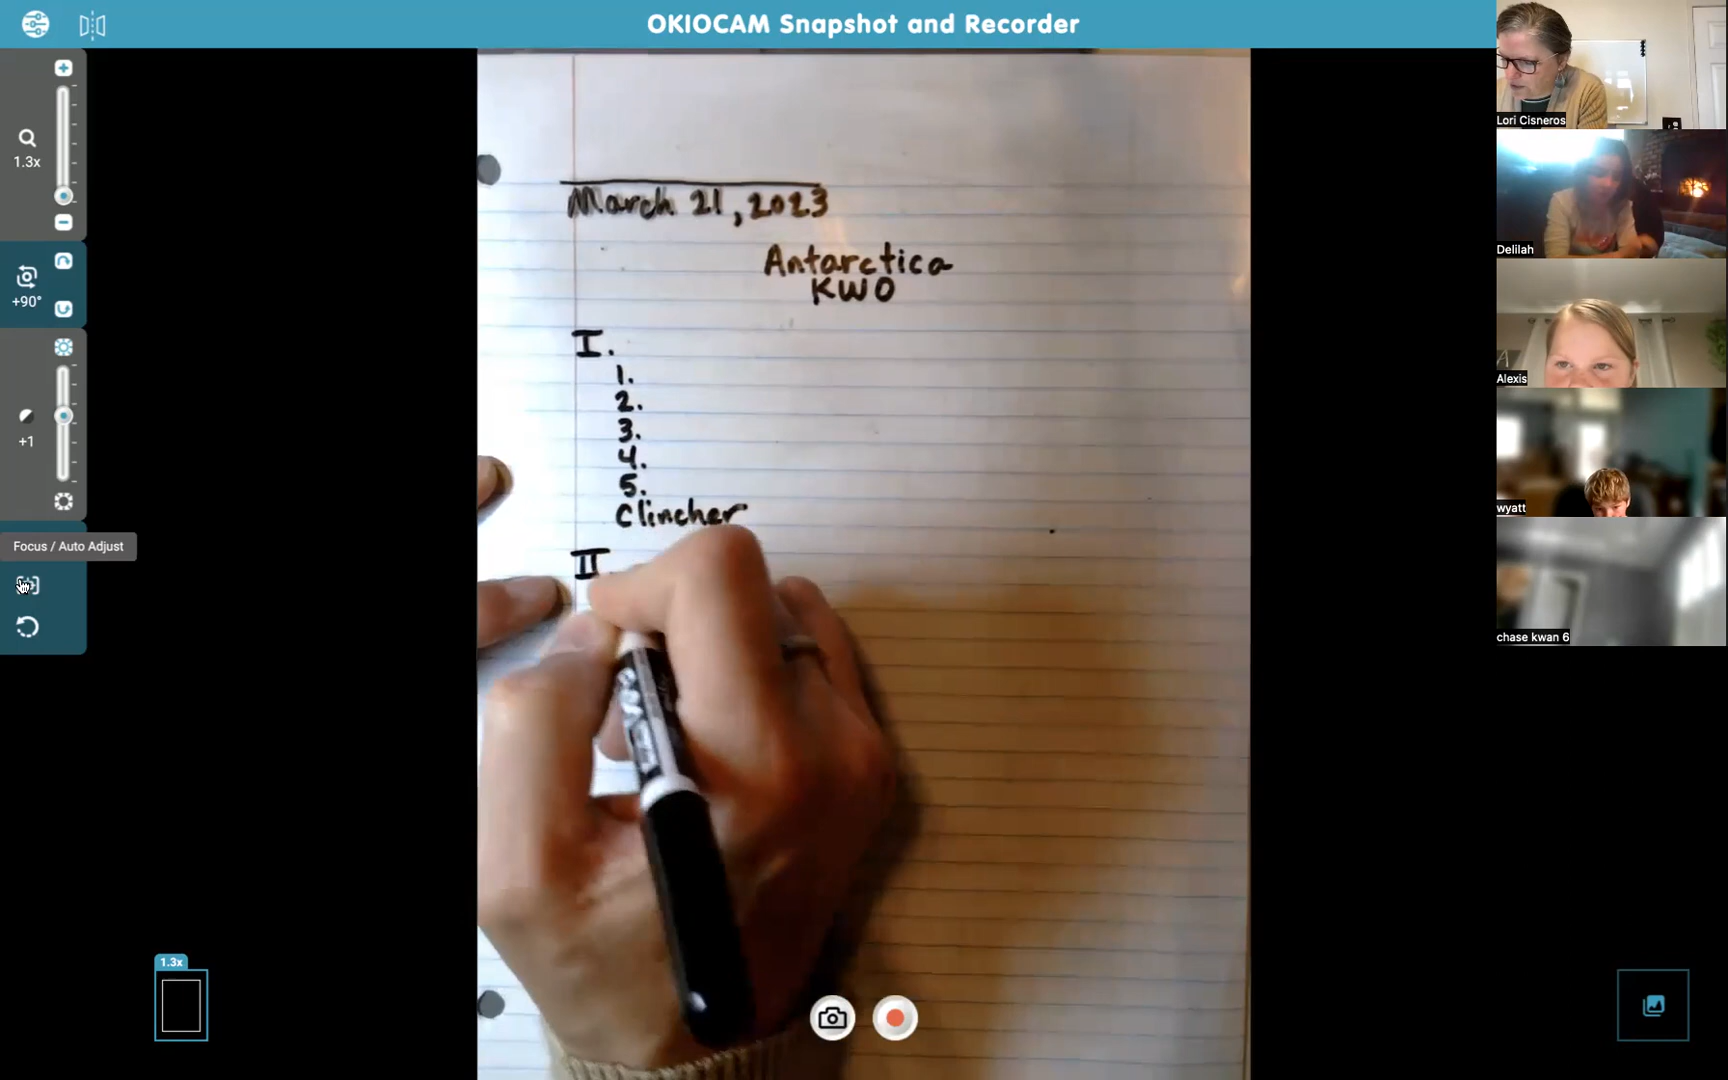 OKIOCAM Snapshot and Recorder
1.3x
+90°
+1
Focus / Auto Adjust
1.3x
March 21, 2023
Antarctica
KWO
I.
1.
2.
3.
4.
5.
Clincher
II.
Lori Cisneros
Delilah
Alexis
wyatt
chase kwan 6